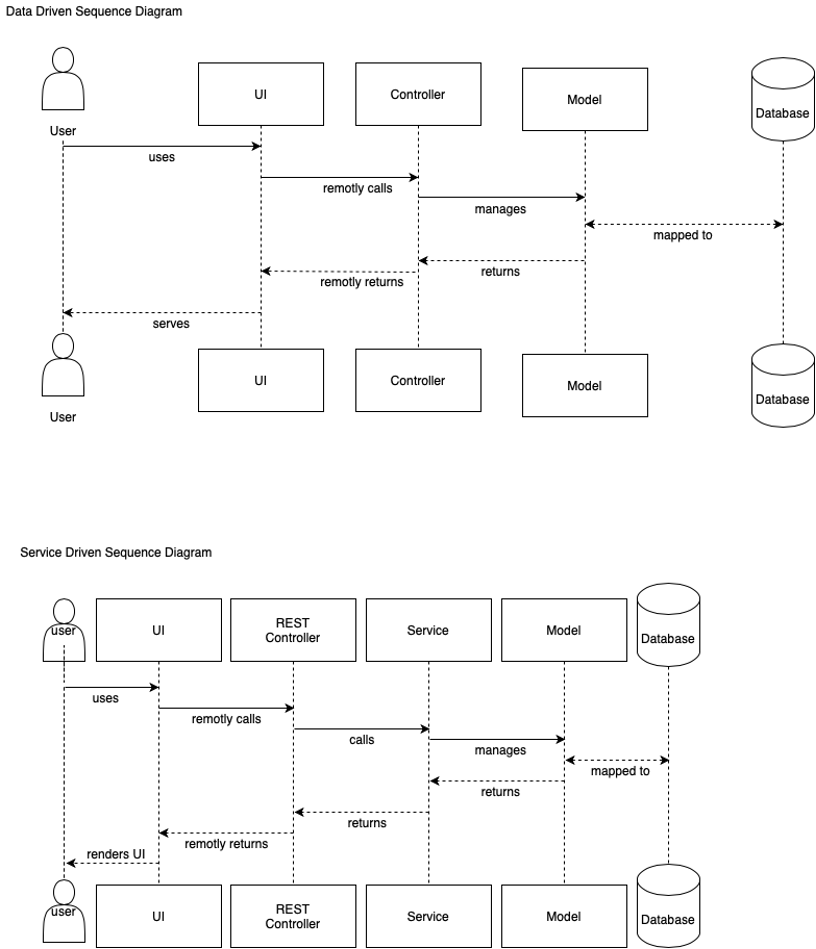 Data Driven Sequence Diagram
User
UI
Controller
Model
Database
uses
remotly calls
manages
mapped to
returns
remotly returns
serves
User
UI
Controller
Model
Database
Service Driven Sequence Diagram
user
UI
REST
Controller
Service
Model
Database
uses
remotly calls
calls
manages
mapped to
returns
returns
remotly returns
renders UI
user
UI
REST
Controller
Service
Model
Database